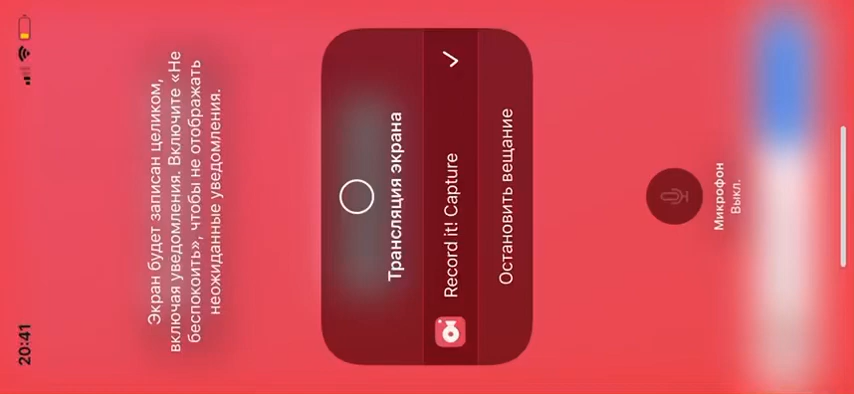 20:41
Экран будет записан целиком,
включая уведомления. Включите «Не
беспокоить», чтобы не отображать
неожиданные уведомления.
Трансляция экрана
Record it! Capture
Остановить вещание
Микрофон
Выкл.